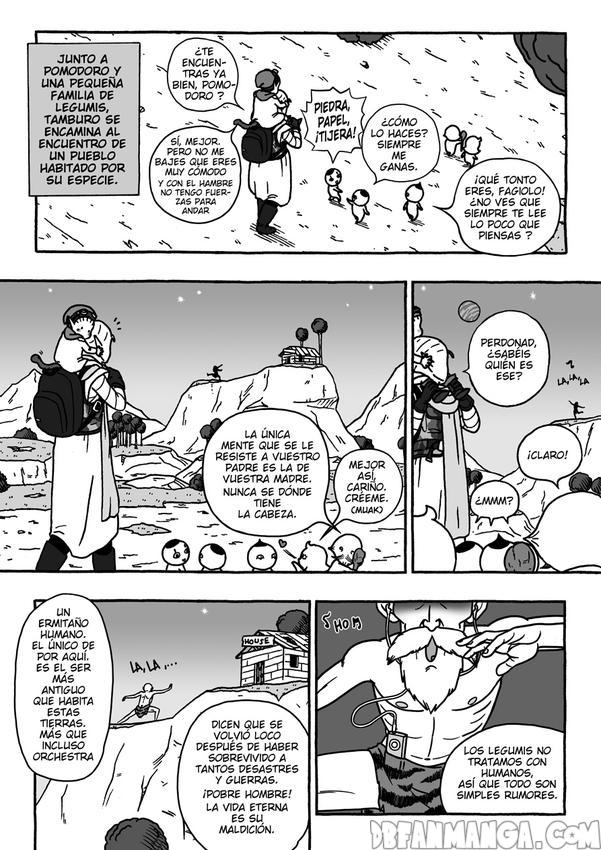 JUNTO A
POMODORO Y
UNA PEQUEÑA
FAMILIA DE
LEGUMIS,
TAMBURO SE
ENCAMINA AL
ENCUENTRO DE
UN PUEBLO
HABITADO POR
SU ESPECIE.
¿TE
ENCUEN-
TRAS YA
BIEN, POMO-
DORO ?
SÍ, MEJOR.
PERO NO ME
BAJES QUE ERES
MUY CÓMODO
Y CON EL HAMBRE
NO TENGO FUER-
ZAS PARA
ANDAR
PIEDRA,
PAPEL,
¡TIJERA!
¿CÓMO
LO HACES?
SIEMPRE
ME
GANAS.
¡QUÉ TONTO
ERES, FAGIOLO!
¿NO VES QUE
SIEMPRE TE LEE
LO POCO QUE
PIENSAS ?
LA ÚNICA
MENTE QUE SE LE
RESISTE A VUESTRO
PADRE ES LA DE
VUESTRA MADRE.
NUNCA SE DÓNDE
TIENE
LA CABEZA.
MEJOR
ASÍ,
CARIÑO.
CRÉEME.
(MUAK)
PERDONAD,
¿SABÉIS
QUIÉN ES
ESE?
LA, LA, LA
¡CLARO!
¿MMM?
UN
ERMITAÑO
HUMANO.
EL ÚNICO DE
POR AQUÍ.
ES EL SER
MÁS
ANTIGUO
QUE HABITA
ESTAS
TIERRAS.
MÁS QUE
INCLUSO
ORCHESTRA
LA, LA, ...
HOUSE
DICEN QUE SE
VOLVIÓ LOCO
DESPUÉS DE HABER
SOBREVIVIDO A
TANTOS DESASTRES
Y GUERRAS.
¡POBRE HOMBRE!
LA VIDA ETERNA
ES SU
MALDICIÓN.
LOS LEGUMIS NO
TRATAMOS CON
HUMANOS,
ASÍ QUE TODO SON
SIMPLES RUMORES.
DBFANMANGA.COM